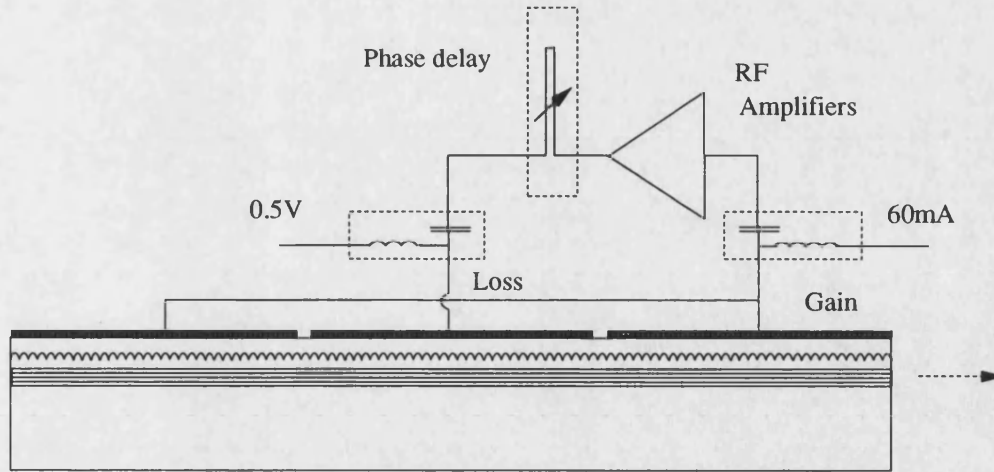 Phase delay
RF
Amplifiers
0.5V
60mA
Loss
Gain